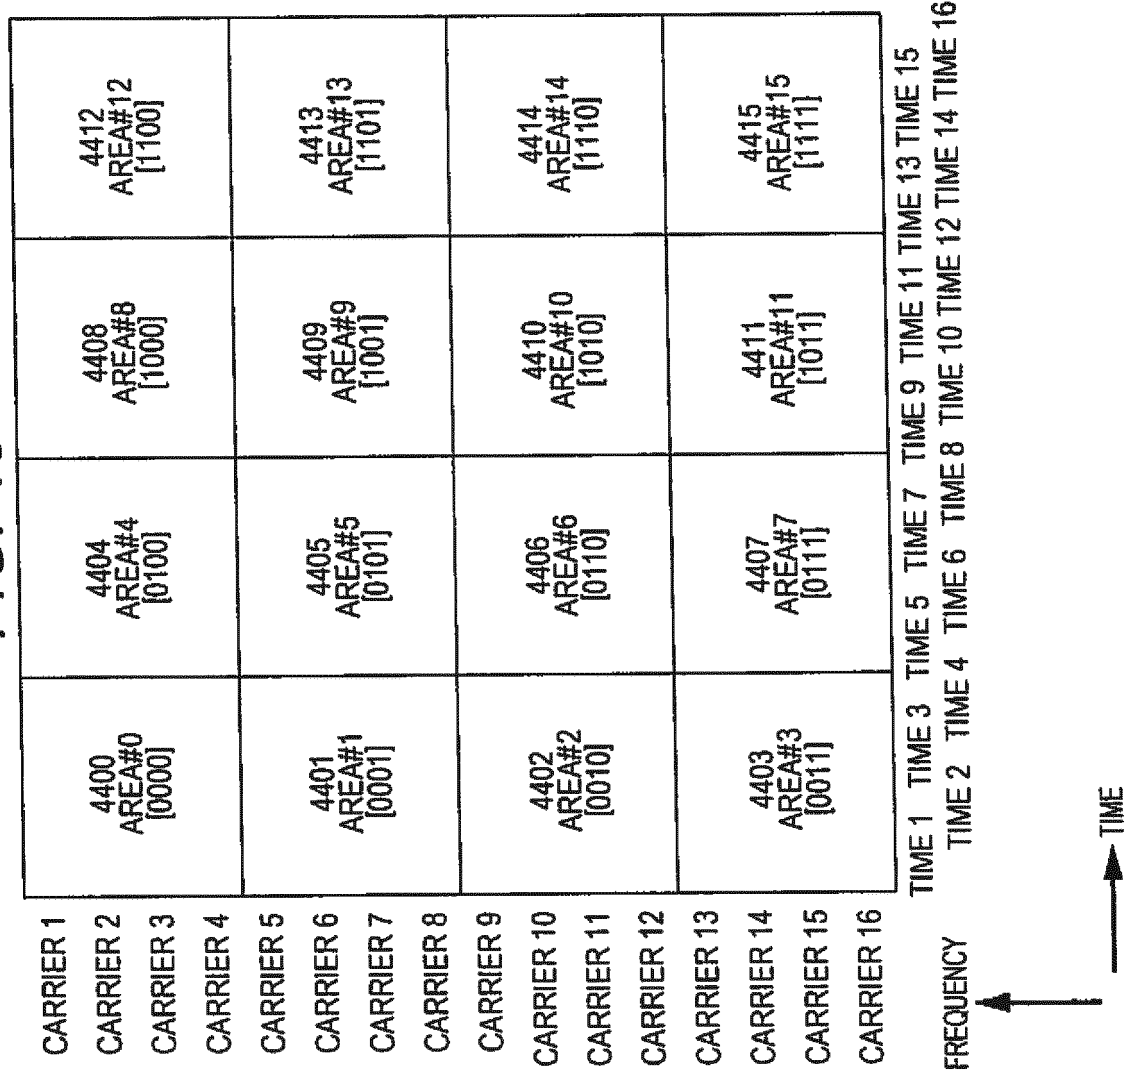 CARRIER 1
CARRIER 2
CARRIER 3
CARRIER 4
CARRIER 5
CARRIER 6
CARRIER 7
CARRIER 8
CARRIER 9
CARRIER 10
CARRIER 11
CARRIER 12
CARRIER 13
CARRIER 14
CARRIER 15
CARRIER 16
4400
AREA#0
[0000]
4404
AREA#4
[0100]
4408
AREA#8
[1000]
4412
AREA#12
[1100]
4401
AREA#1
[0001]
4405
AREA#5
[0101]
4409
AREA#9
[1001]
4413
AREA#13
[1101]
4402
AREA#2
[0010]
4406
AREA#6
[0110]
4410
AREA#10
[1010]
4414
AREA#14
[1110]
4403
AREA#3
[0011]
4407
AREA#7
[0111]
4411
AREA#11
[1011]
4415
AREA#15
[1111]
TIME 1 TIME 3 TIME 5 TIME 7 TIME 9 TIME 11 TIME 13 TIME 15
TIME 2 TIME 4 TIME 6 TIME 8 TIME 10 TIME 12 TIME 14 TIME 16
FREQUENCY
TIME